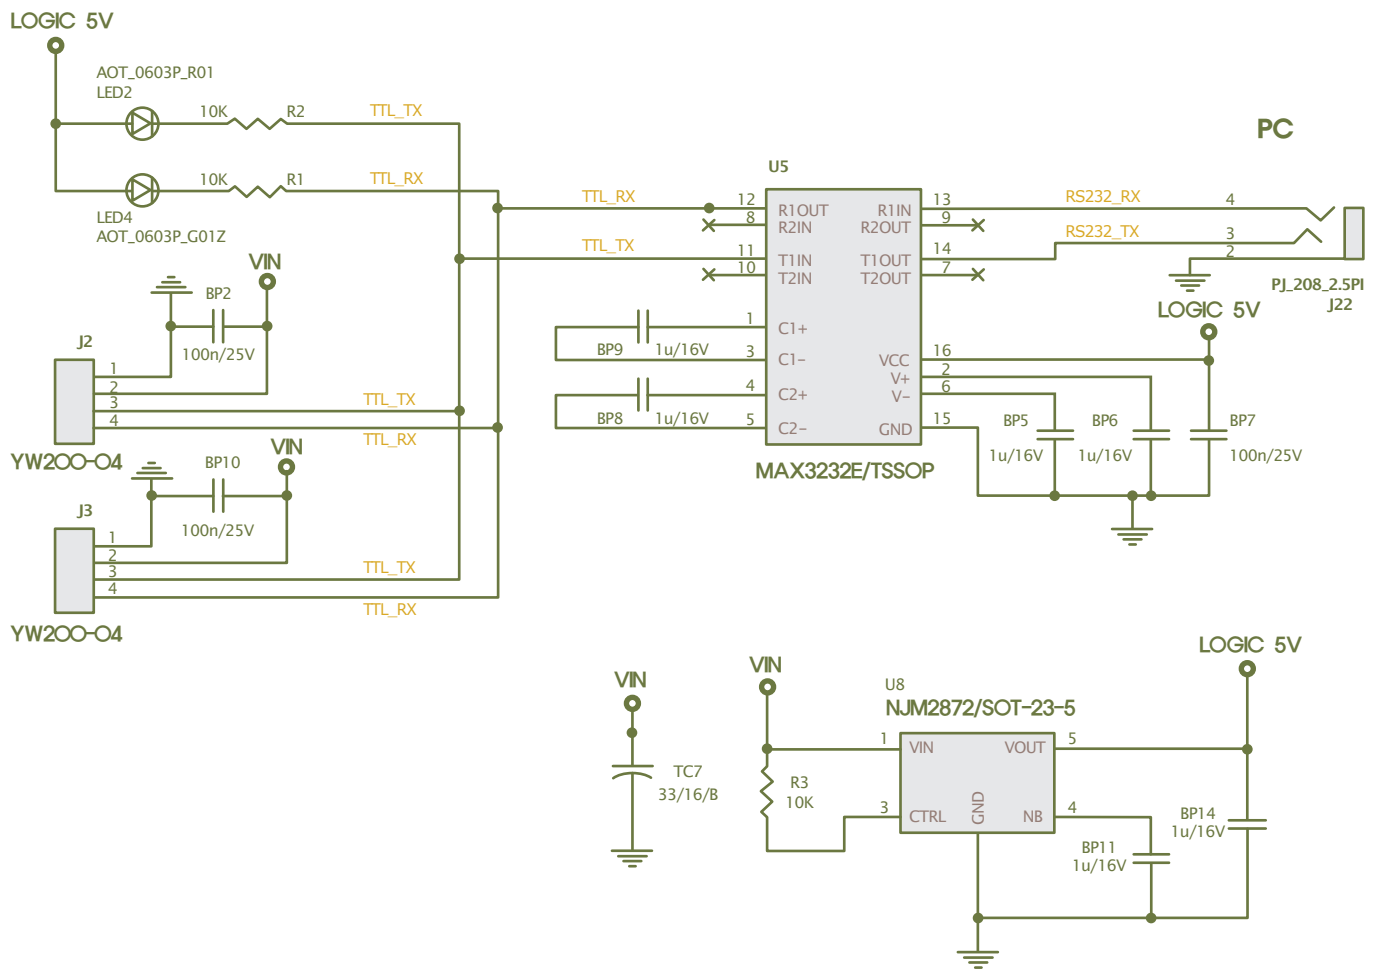 LOGIC 5V
AOT_0603P_R01
LED2
10K
R2
TTL_TX
10K
R1
TTL_RX
LED4
AOT_0603P_G01Z
VIN
BP2
100n/25V
J2
1
2
3
4
TTL_TX
TTL_RX
YW200-04
VIN
BP10
100n/25V
J3
1
2
3
4
TTL_TX
TTL_RX
YW200-04
PC
U5
TTL_RX
12
R1OUT
R1IN
13
RS232_RX
4
8
R2IN
R2OUT
9
TTL_TX
11
T1IN
T1OUT
14
RS232_TX
3
2
10
T2IN
T2OUT
7
PJ_208_2.5PI
J22
LOGIC 5V
1
C1+
BP9
1u/16V
3
C1-
VCC
16
V+
2
4
C2+
V-
6
BP8
1u/16V
5
C2-
GND
15
BP5
1u/16V
BP6
1u/16V
BP7
100n/25V
MAX3232E/TSSOP
VIN
TC7
33/16/B
VIN
U8
NJM2872/SOT-23-5
LOGIC 5V
1
VIN
VOUT
5
R3
10K
3
CTRL
GND
NB
4
BP11
1u/16V
BP14
1u/16V